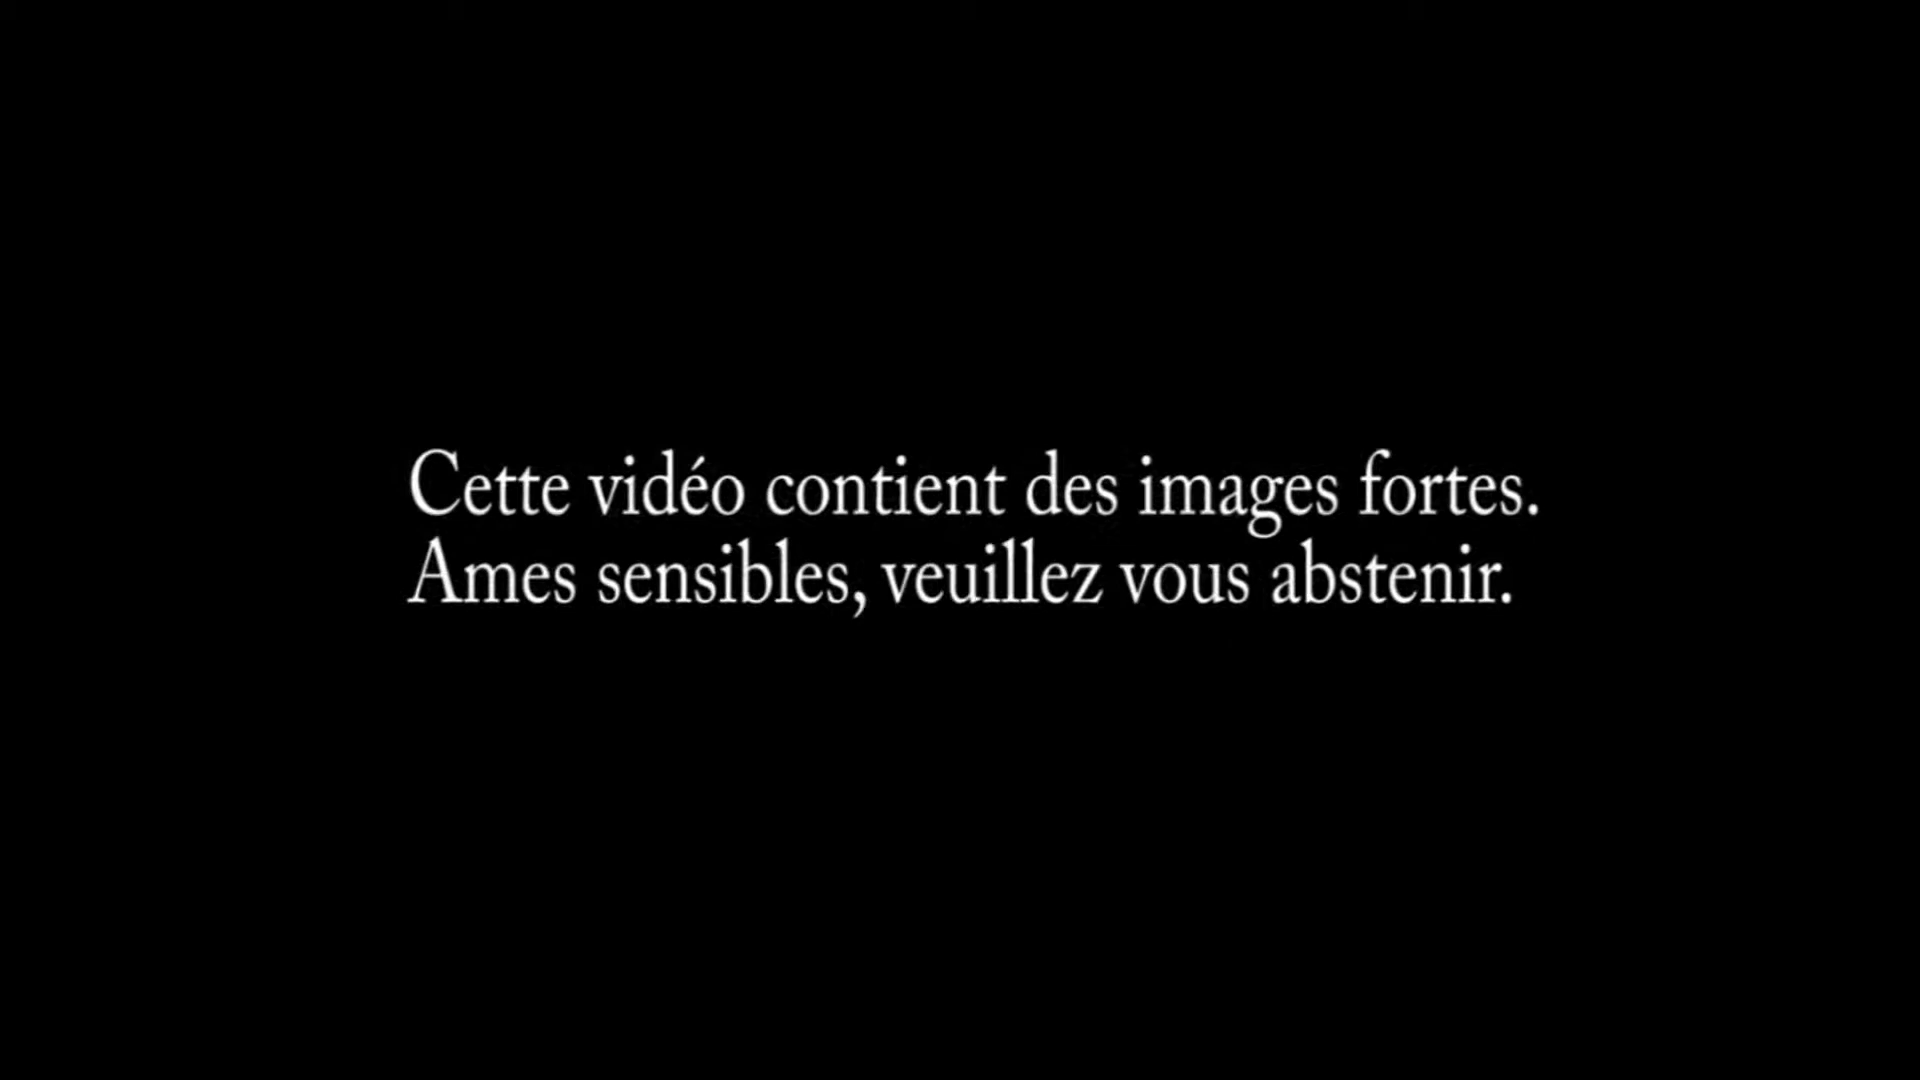 Cette vidéo contient des images fortes.
Ames sensibles, veuillez vous abstenir.